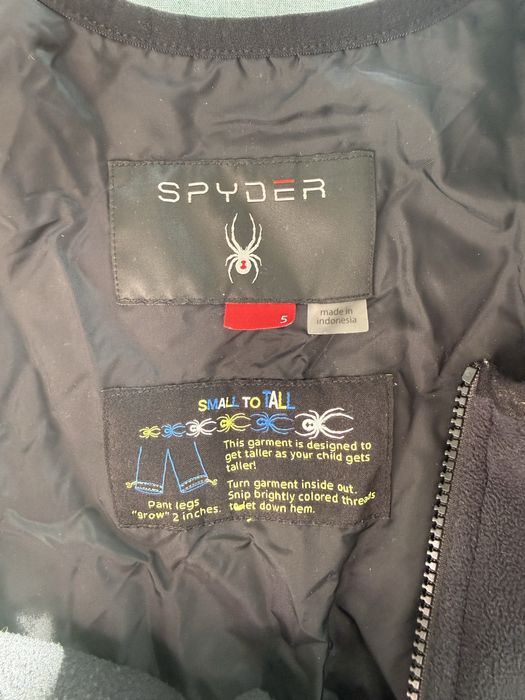 SPYDER
5
made in
indonesia
SMALL TO TALL
This garment is designed to
get taller as your child gets
taller!
Turn garment inside out.
Snip brightly colored threads
to let down hem.
Pant legs
"Grow" 2 inches.